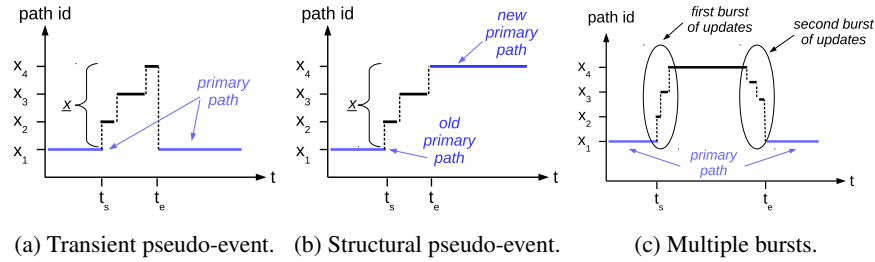 path id
x4
x3
x2
x1
x
primary
path
ts
te
t
(a) Transient pseudo-event.
path id
new
primary
path
x4
x3
x2
x1
x
old
primary
path
ts
te
t
(b) Structural pseudo-event.
path id
first burst
of updates
second burst
of updates
x4
x3
x2
x1
primary
path
ts
te
t
(c) Multiple bursts.